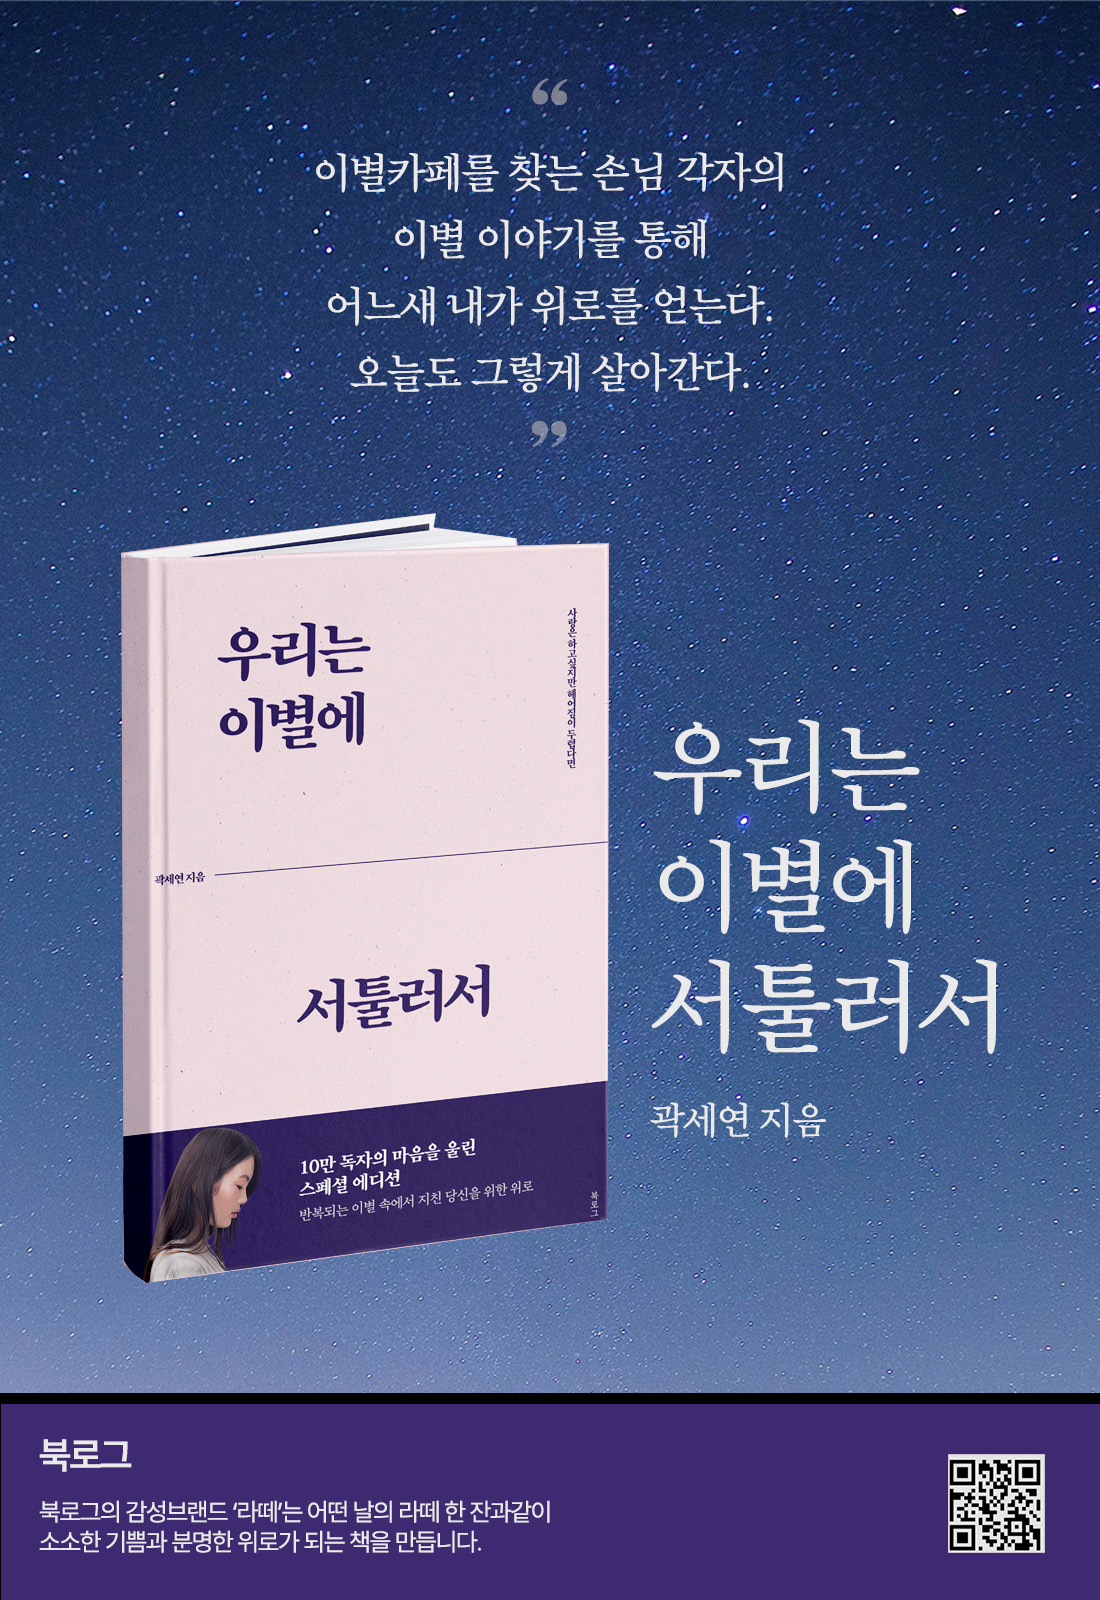 “
이별카페를 찾는 손님 각자의
이별 이야기를 통해
어느새 내가 위로를 얻는다.
오늘도 그렇게 살아간다.
”
우리는
이별에
사랑은 하고 싶지만 헤어짐이 두렵다면
곽세연 지음
서툴러서
10만 독자의 마음을 울린
스페셜 에디션
반복되는 이별 속에서 지친 당신을 위한 위로
북로그
우리는
이별에
서툴러서
곽세연 지음
북로그
북로그의 감성브랜드 ‘라떼’는 어떤 날의 라떼 한 잔과같이
소소한 기쁨과 분명한 위로가 되는 책을 만듭니다.